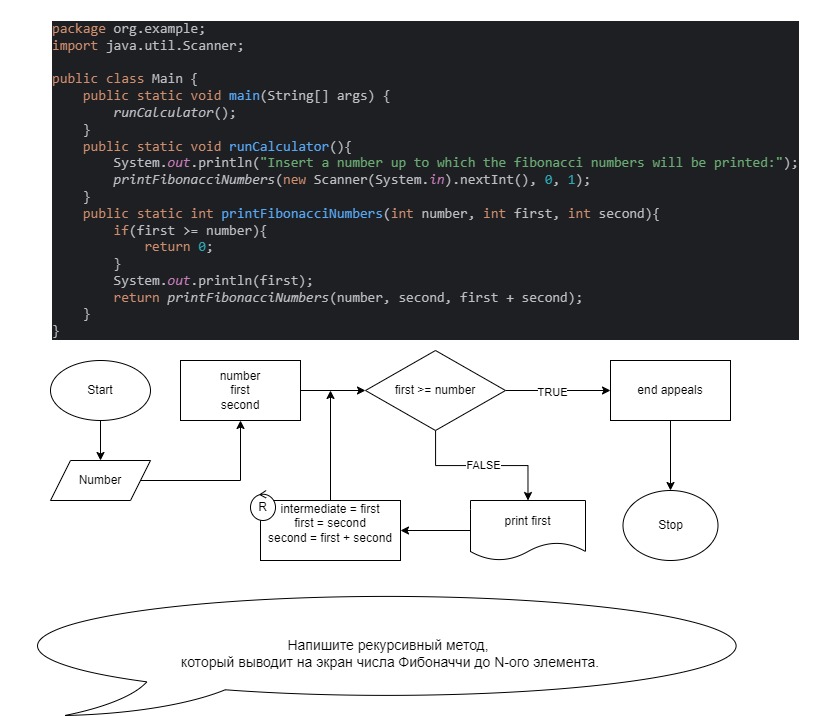 package org.example;
import java.util.Scanner;
public class Main {
    public static void main(String[] args) {
        runCalculator();
    }
    public static void runCalculator(){
        System.out.println("Insert a number up to which the fibonacci numbers will be printed:");
        printFibonacciNumbers(new Scanner(System.in).nextInt(), 0, 1);
    }
    public static int printFibonacciNumbers(int number, int first, int second){
        if(first >= number){
            return 0;
        }
        System.out.println(first);
        return printFibonacciNumbers(number, second, first + second);
    }
}
Start
number
first
second
first >= number
TRUE
end appeals
Number
FALSE
R
intermediate = first
first = second
second = first + second
print first
Stop
Напишите рекурсивный метод,
который выводит на экран числа Фибоначчи до N-ого элемента.